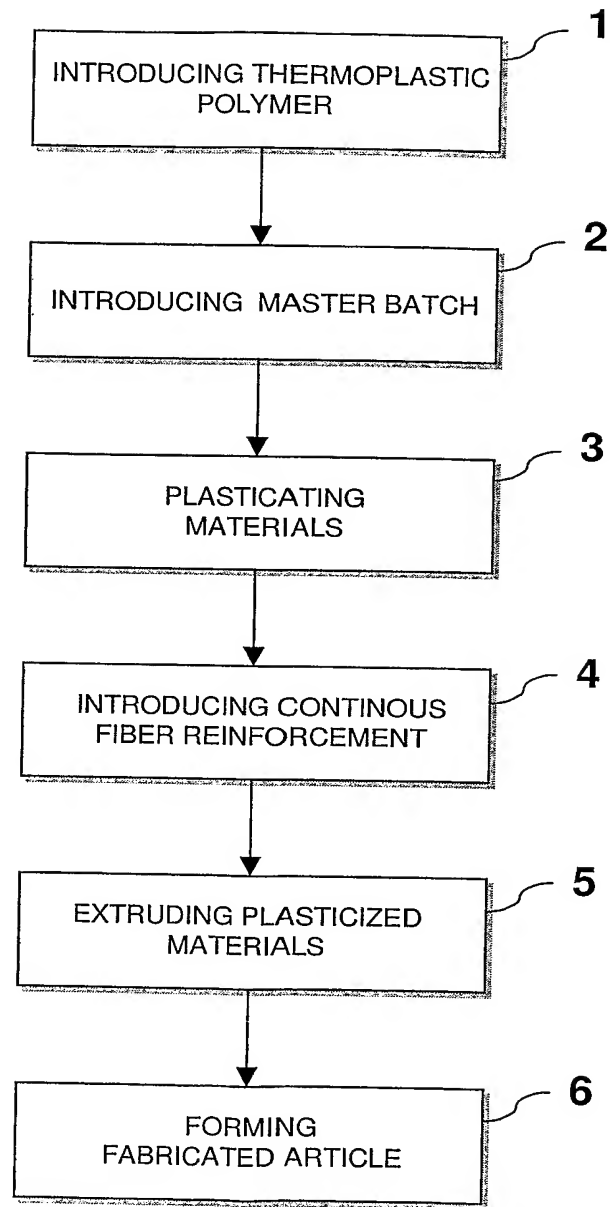 1
INTRODUCING THERMOPLASTIC
POLYMER
2
INTRODUCING MASTER BATCH
3
PLASTICATING
MATERIALS
4
INTRODUCING CONTINOUS
FIBER REINFORCEMENT
5
EXTRUDING PLASTICIZED
MATERIALS
6
FORMING
FABRICATED ARTICLE